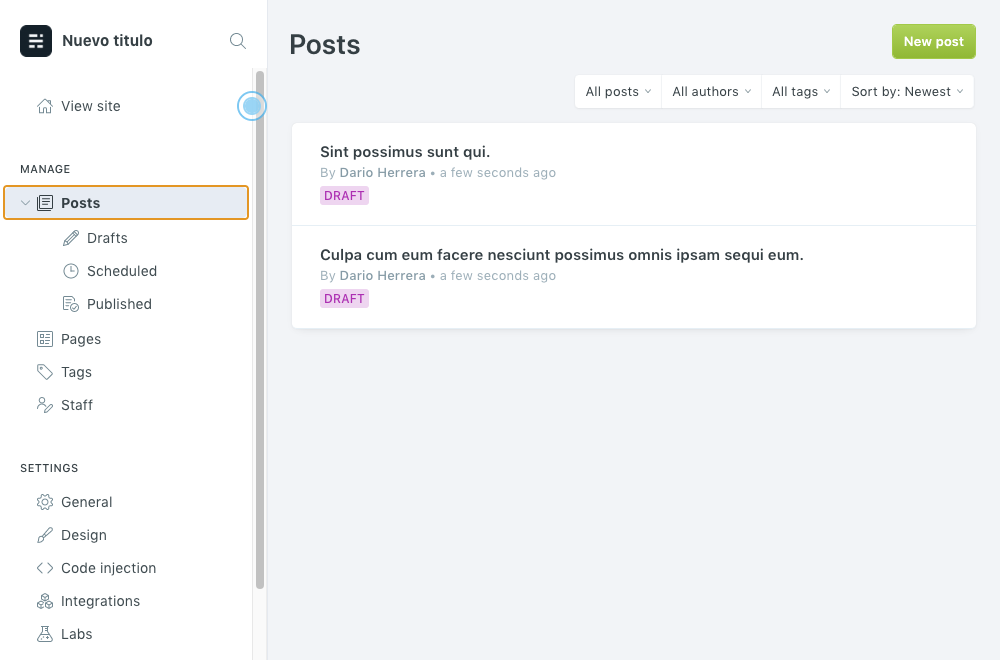 Nuevo titulo
View site
MANAGE
Posts
Drafts
Scheduled
Published
Pages
Tags
Staff
SETTINGS
General
Design
Code injection
Integrations
Labs
Posts
New post
All posts
All authors
All tags
Sort by: Newest
Sint possimus sunt qui.
By Dario Herrera • a few seconds ago
DRAFT
Culpa cum eum facere nesciunt possimus omnis ipsam sequi eum.
By Dario Herrera • a few seconds ago
DRAFT